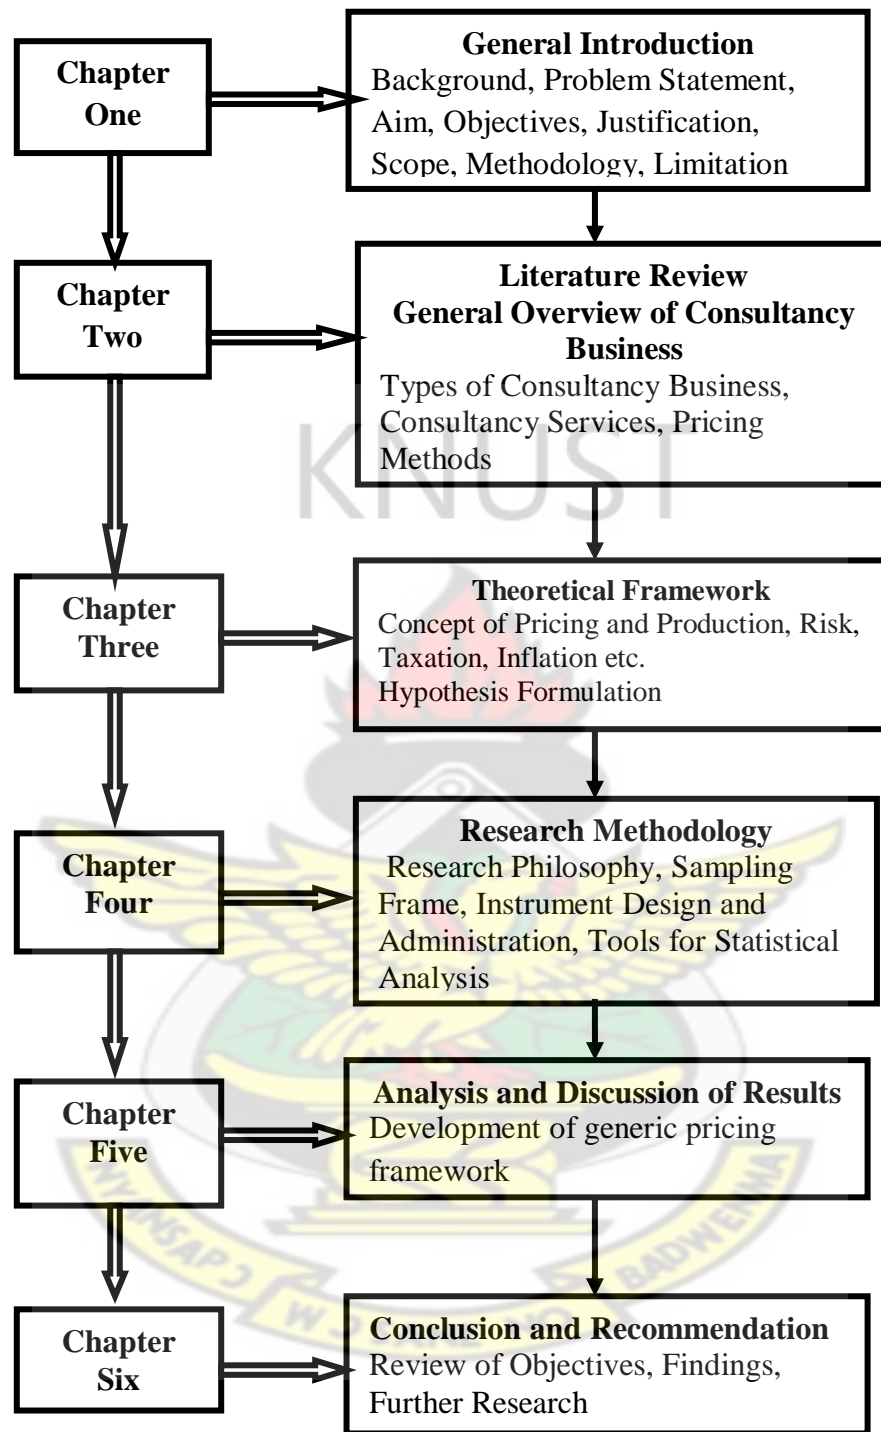 Chapter
One
General Introduction
Background, Problem Statement,
Aim, Objectives, Justification,
Scope, Methodology, Limitation
Chapter
Two
Literature Review
General Overview of Consultancy
Business
Types of Consultancy Business,
Consultancy Services, Pricing
Methods
KNUST
Chapter
Three
Theoretical Framework
Concept of Pricing and Production, Risk,
Taxation, Inflation etc.
Hypothesis Formulation
Chapter
Four
Research Methodology
Research Philosophy, Sampling
Frame, Instrument Design and
Administration, Tools for Statistical
Analysis
Chapter
Five
Analysis and Discussion of Results
Development of generic pricing
framework
NYANSAPƆ W
BADWENMA
Chapter
Six
Conclusion and Recommendation
Review of Objectives, Findings,
Further Research